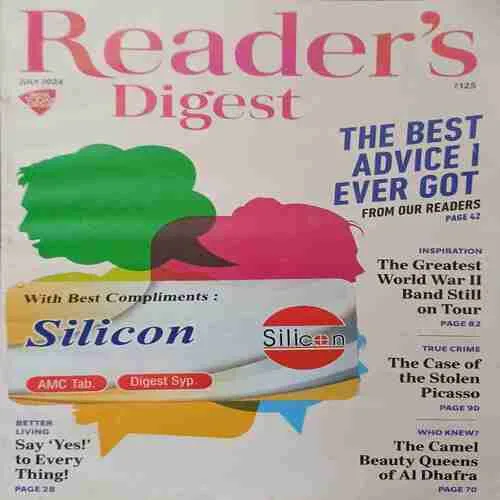 Reader's
JULY 2024
₹125
Digest
THE BEST
ADVICE I
EVER GOT
FROM OUR READERS
PAGE 42
INSPIRATION
The Greatest
World War II
Band Still
on Tour
PAGE 82
With Best Compliments :
Silicon
Silicon
AMC Tab.
Digest Syp.
TRUE CRIME
The Case of
the Stolen
Picasso
PAGE 90
BETTER
LIVING
Say 'Yes!'
to Every
Thing!
PAGE 28
WHO KNEW?
The Camel
Beauty Queens
of Al Dhafra
PAGE 70